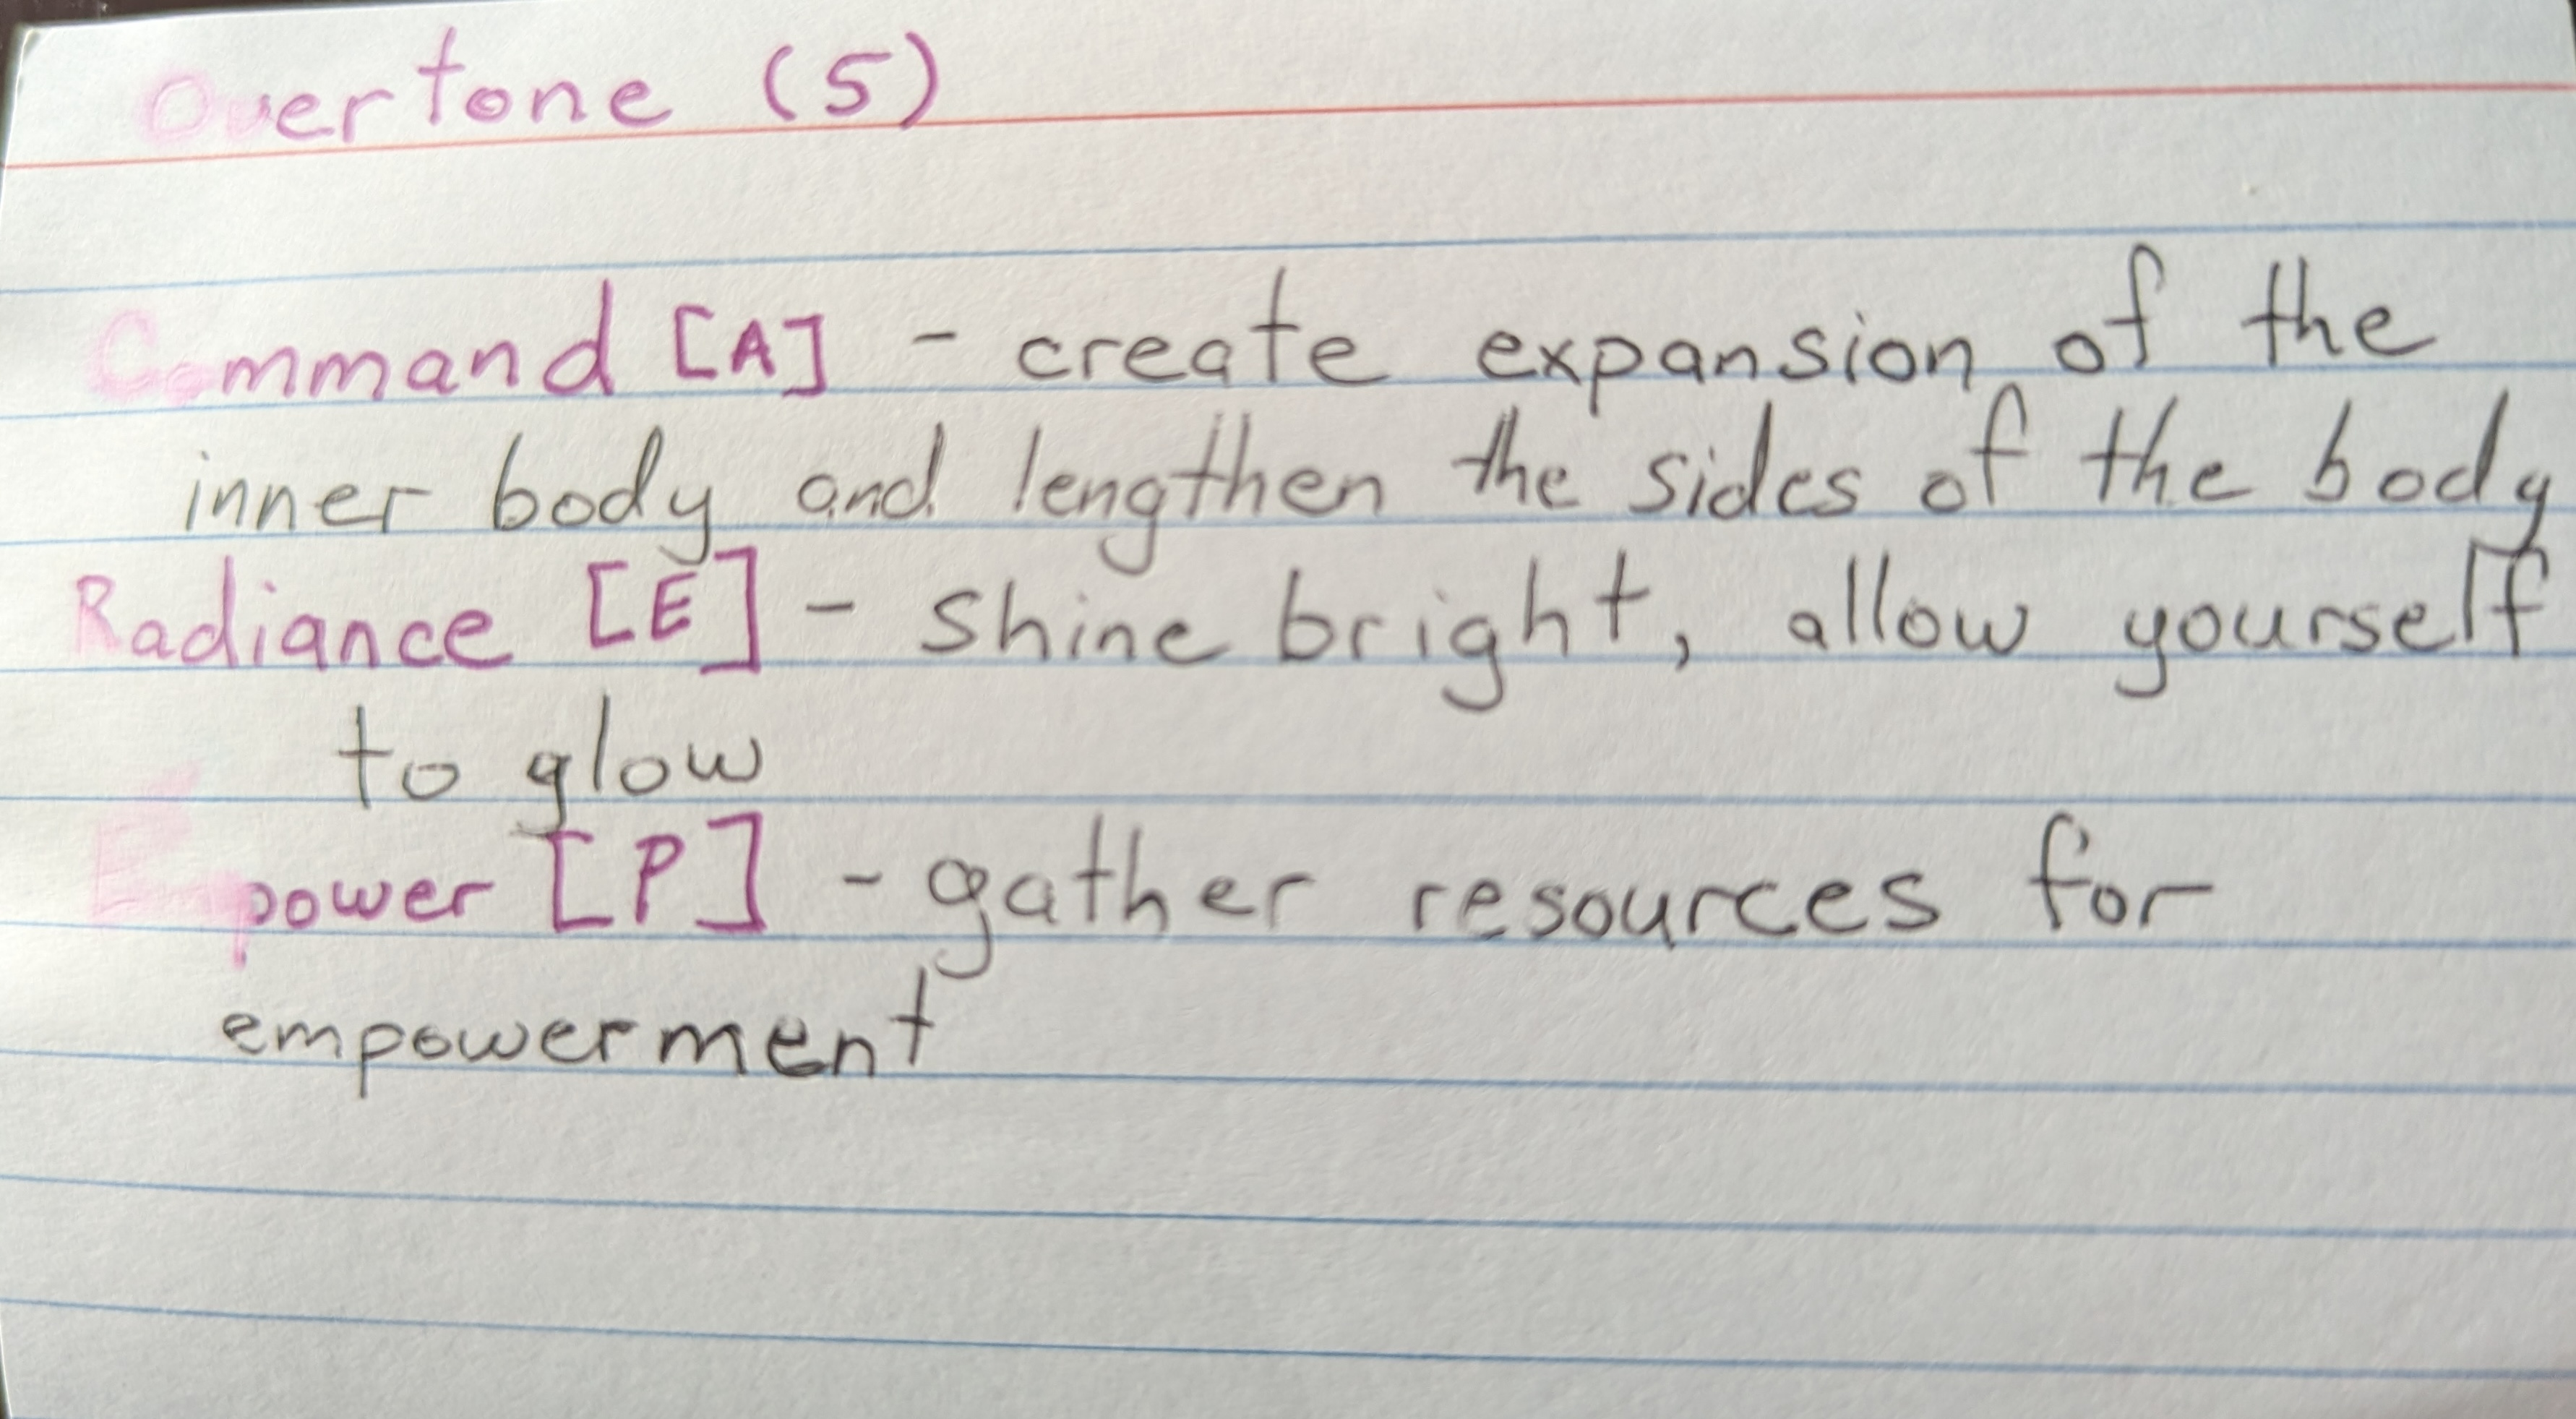 Overtone (5)
Command [A] - create expansion of the
inner body and lengthen the sides of the body
Radiance [E] - shine bright, allow yourself
to glow
Empower [P] - gather resources for
empowerment